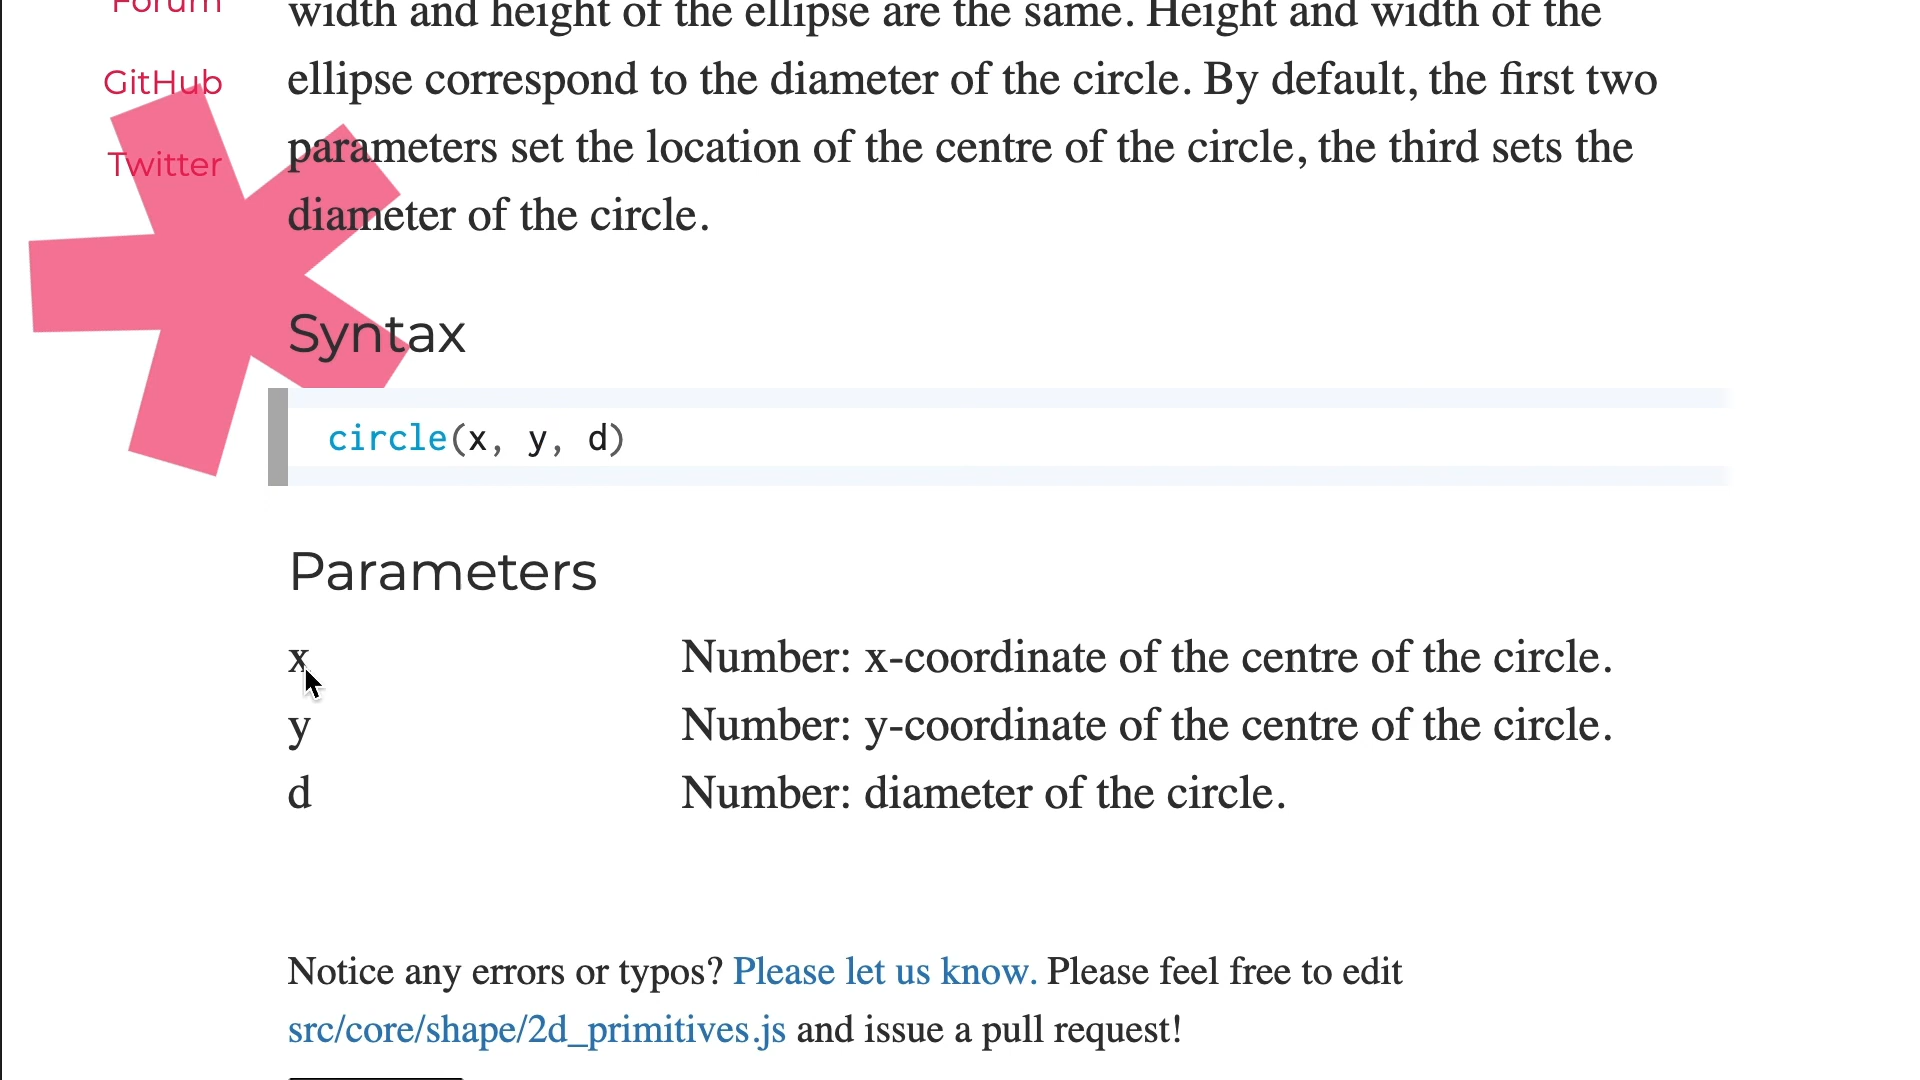 Forum
GitHub
Twitter
width and height of the ellipse are the same. Height and width of the
ellipse correspond to the diameter of the circle. By default, the first two
parameters set the location of the centre of the circle, the third sets the
diameter of the circle.
Syntax
circle(x, y, d)
Parameters
x Number: x-coordinate of the centre of the circle.
y Number: y-coordinate of the centre of the circle.
d Number: diameter of the circle.
Notice any errors or typos? Please let us know. Please feel free to edit
src/core/shape/2d_primitives.js and issue a pull request!